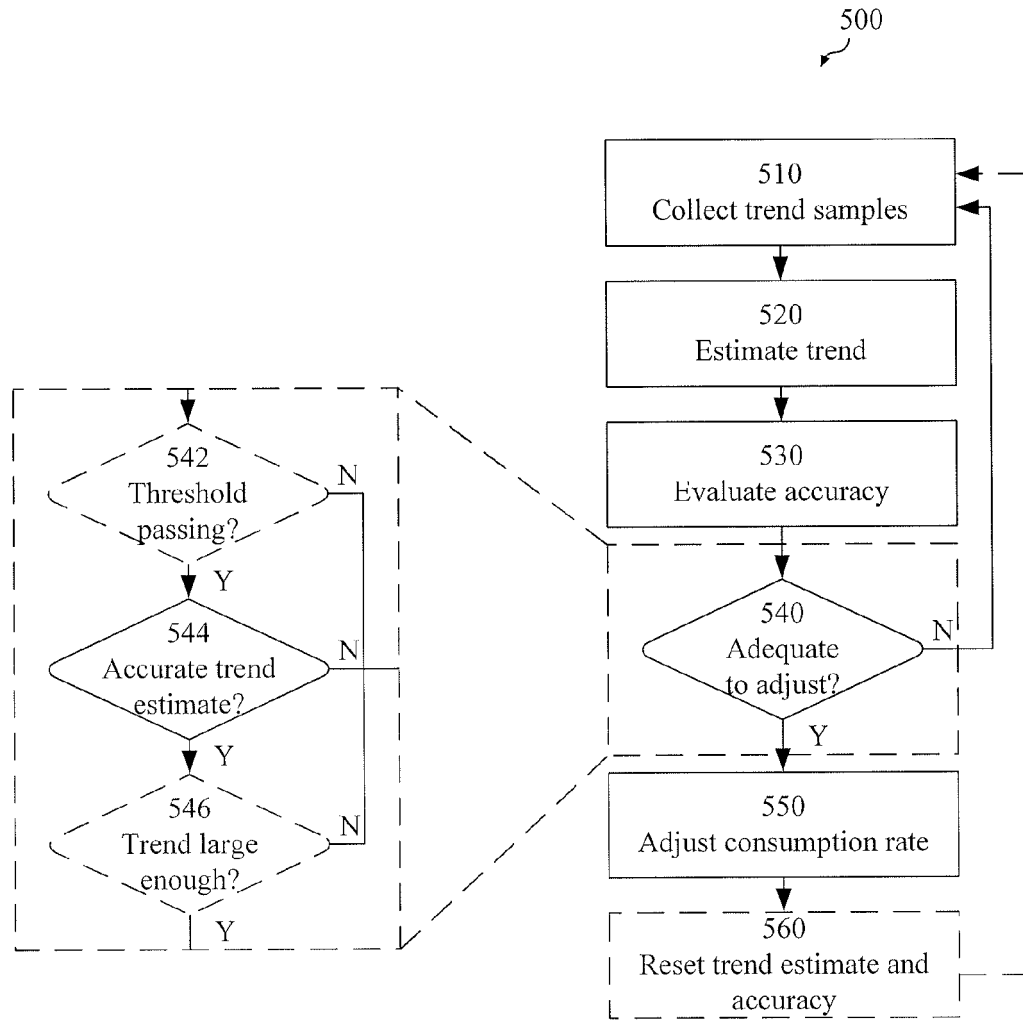 500
510
Collect trend samples
520
Estimate trend
530
Evaluate accuracy
540
Adequate
to adjust?
N
Y
550
Adjust consumption rate
560
Reset trend estimate and
accuracy
542
Threshold
passing?
N
Y
544
Accurate trend
estimate?
N
Y
546
Trend large
enough?
N
Y